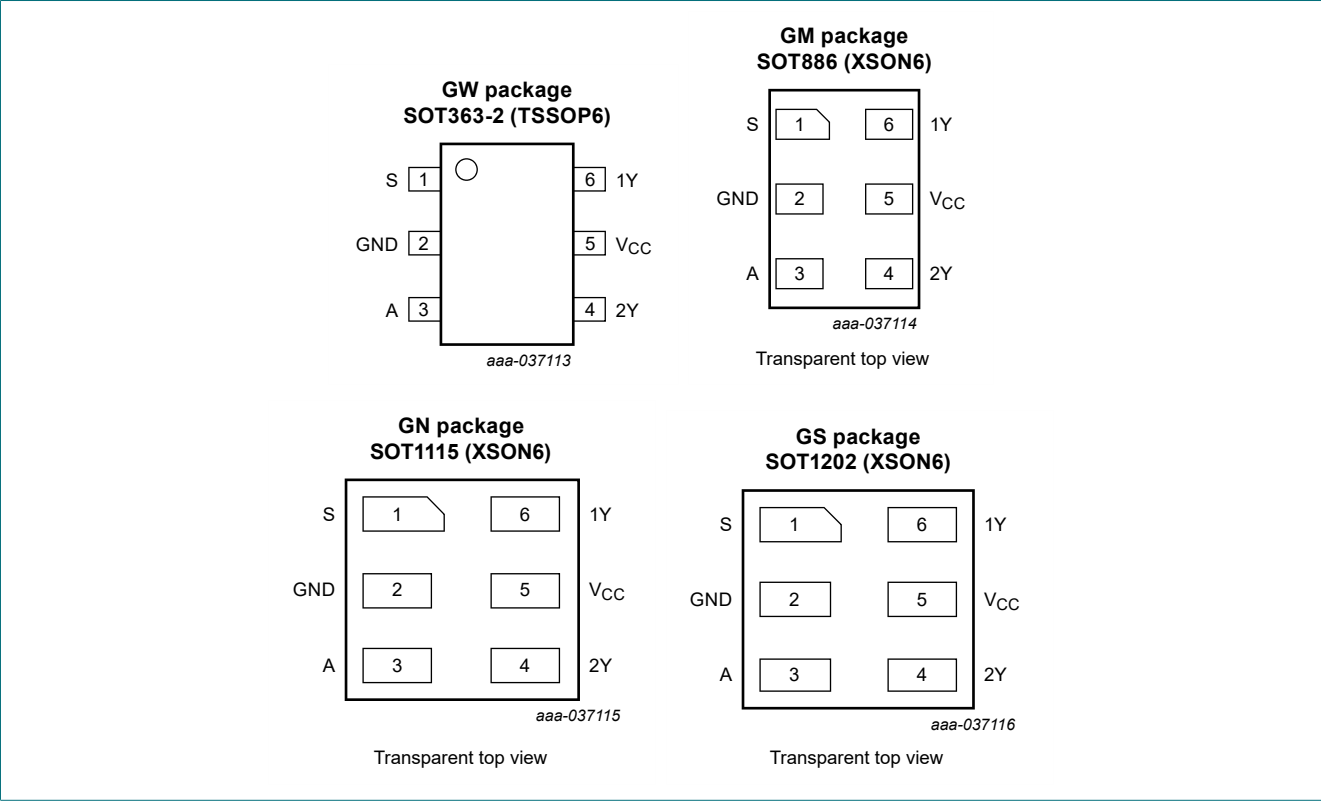 GW package
SOT363-2 (TSSOP6)
S 1 6 1Y
GND 2 5 VCC
A 3 4 2Y
aaa-037113
GM package
SOT886 (XSON6)
S 1 6 1Y
GND 2 5 VCC
A 3 4 2Y
aaa-037114
Transparent top view
GN package
SOT1115 (XSON6)
S 1 6 1Y
GND 2 5 VCC
A 3 4 2Y
aaa-037115
Transparent top view
GS package
SOT1202 (XSON6)
S 1 6 1Y
GND 2 5 VCC
A 3 4 2Y
aaa-037116
Transparent top view